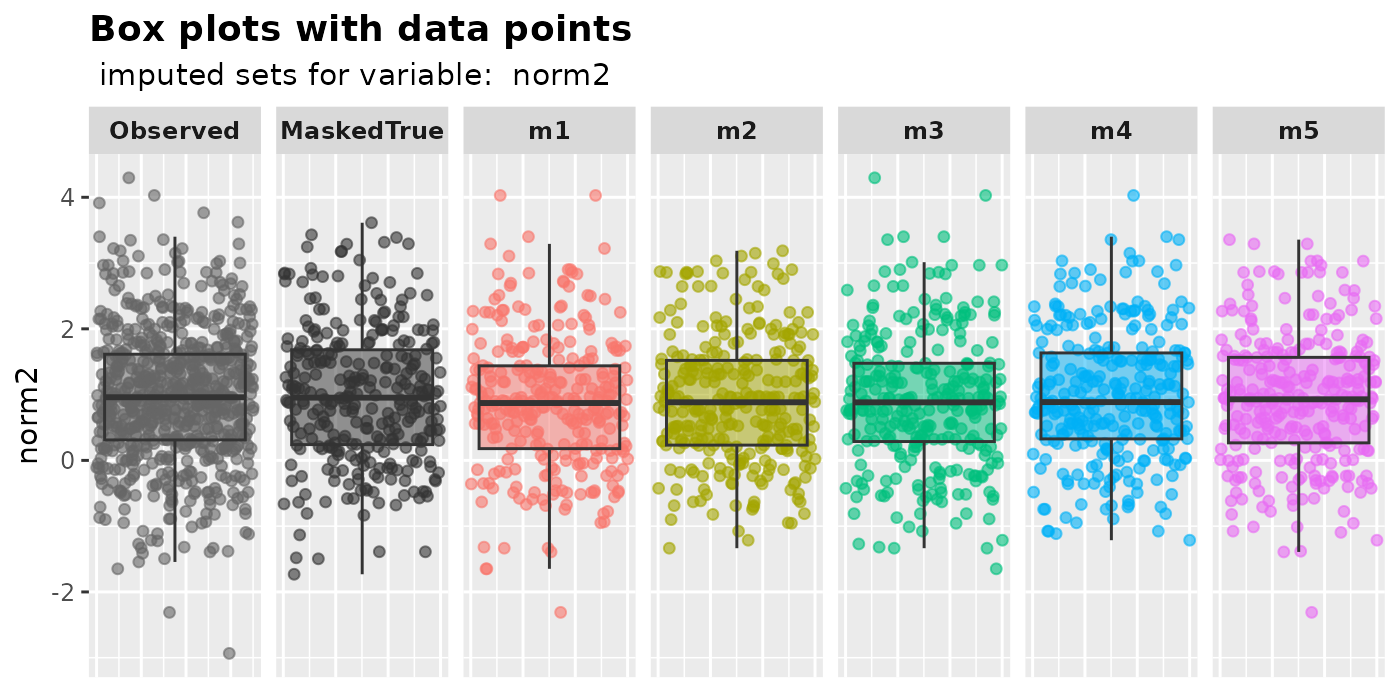 Box plots with data points
imputed sets for variable:  norm2
Observed MaskedTrue m1 m2 m3 m4 m5
norm2
4
2
0
-2